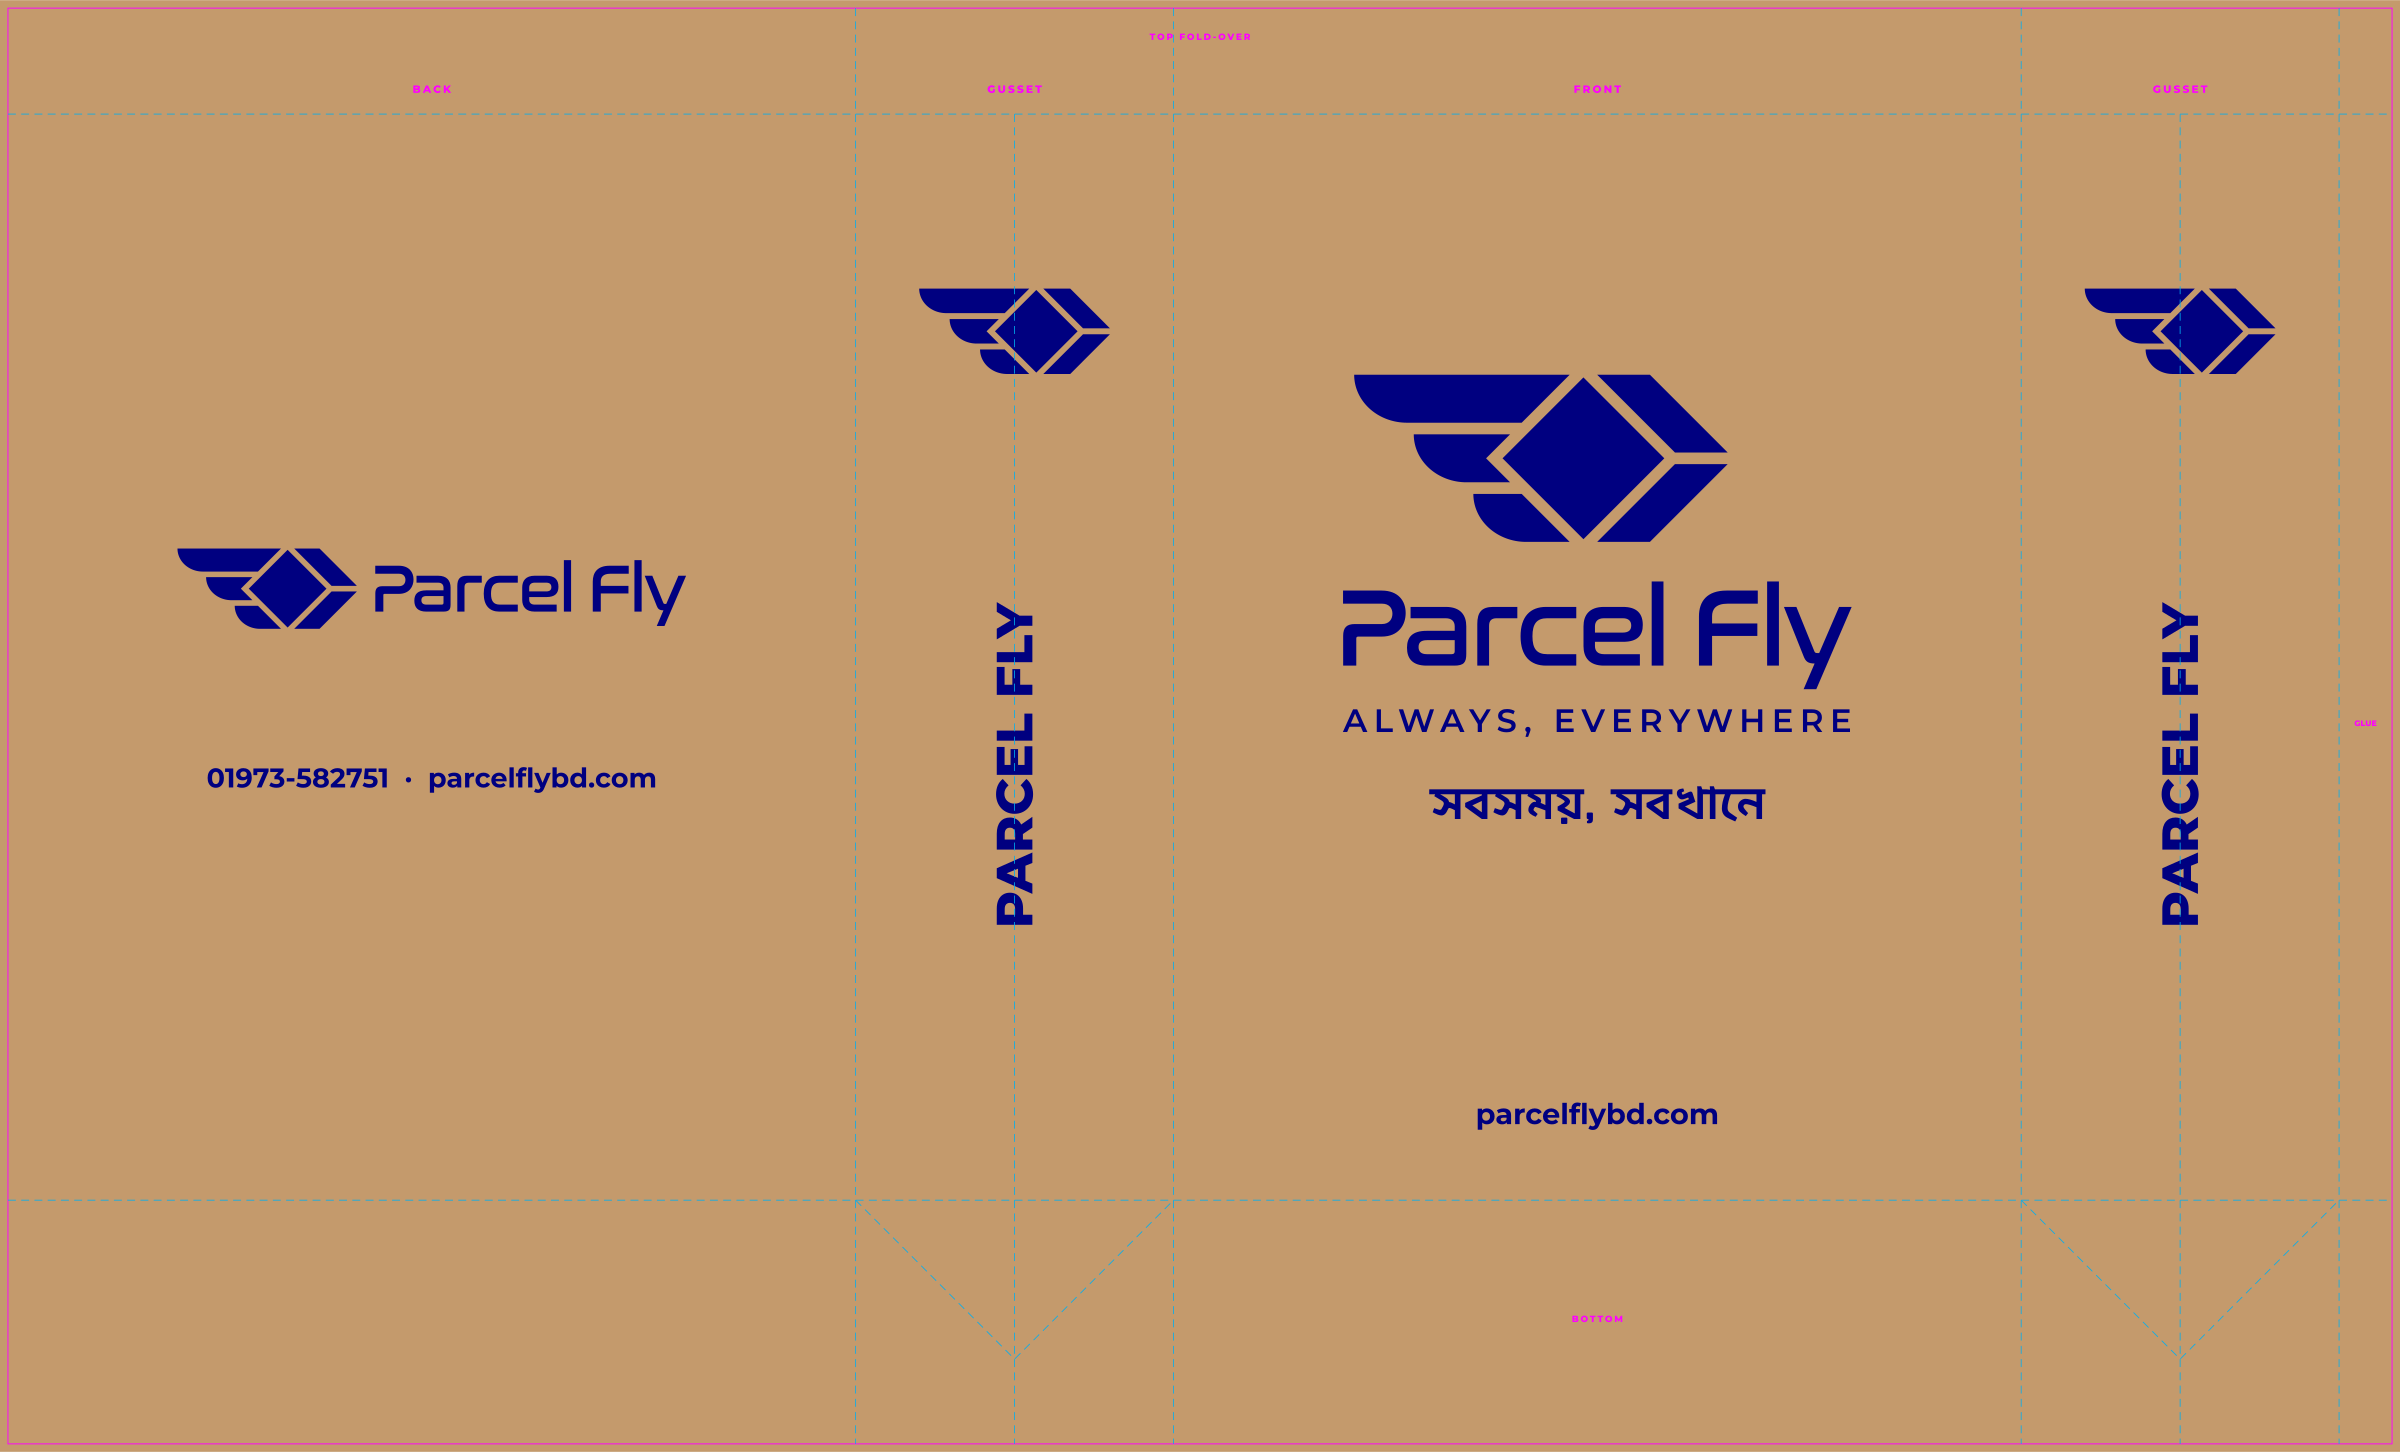 TOP FOLD-OVER
BACK
GUSSET
FRONT
GUSSET
Parcel Fly
01973-582751 • parcelflybd.com
PARCEL FLY
Parcel Fly
ALWAYS, EVERYWHERE
সবসময়, সবখানে
parcelflybd.com
PARCEL FLY
GLUE
BOTTOM